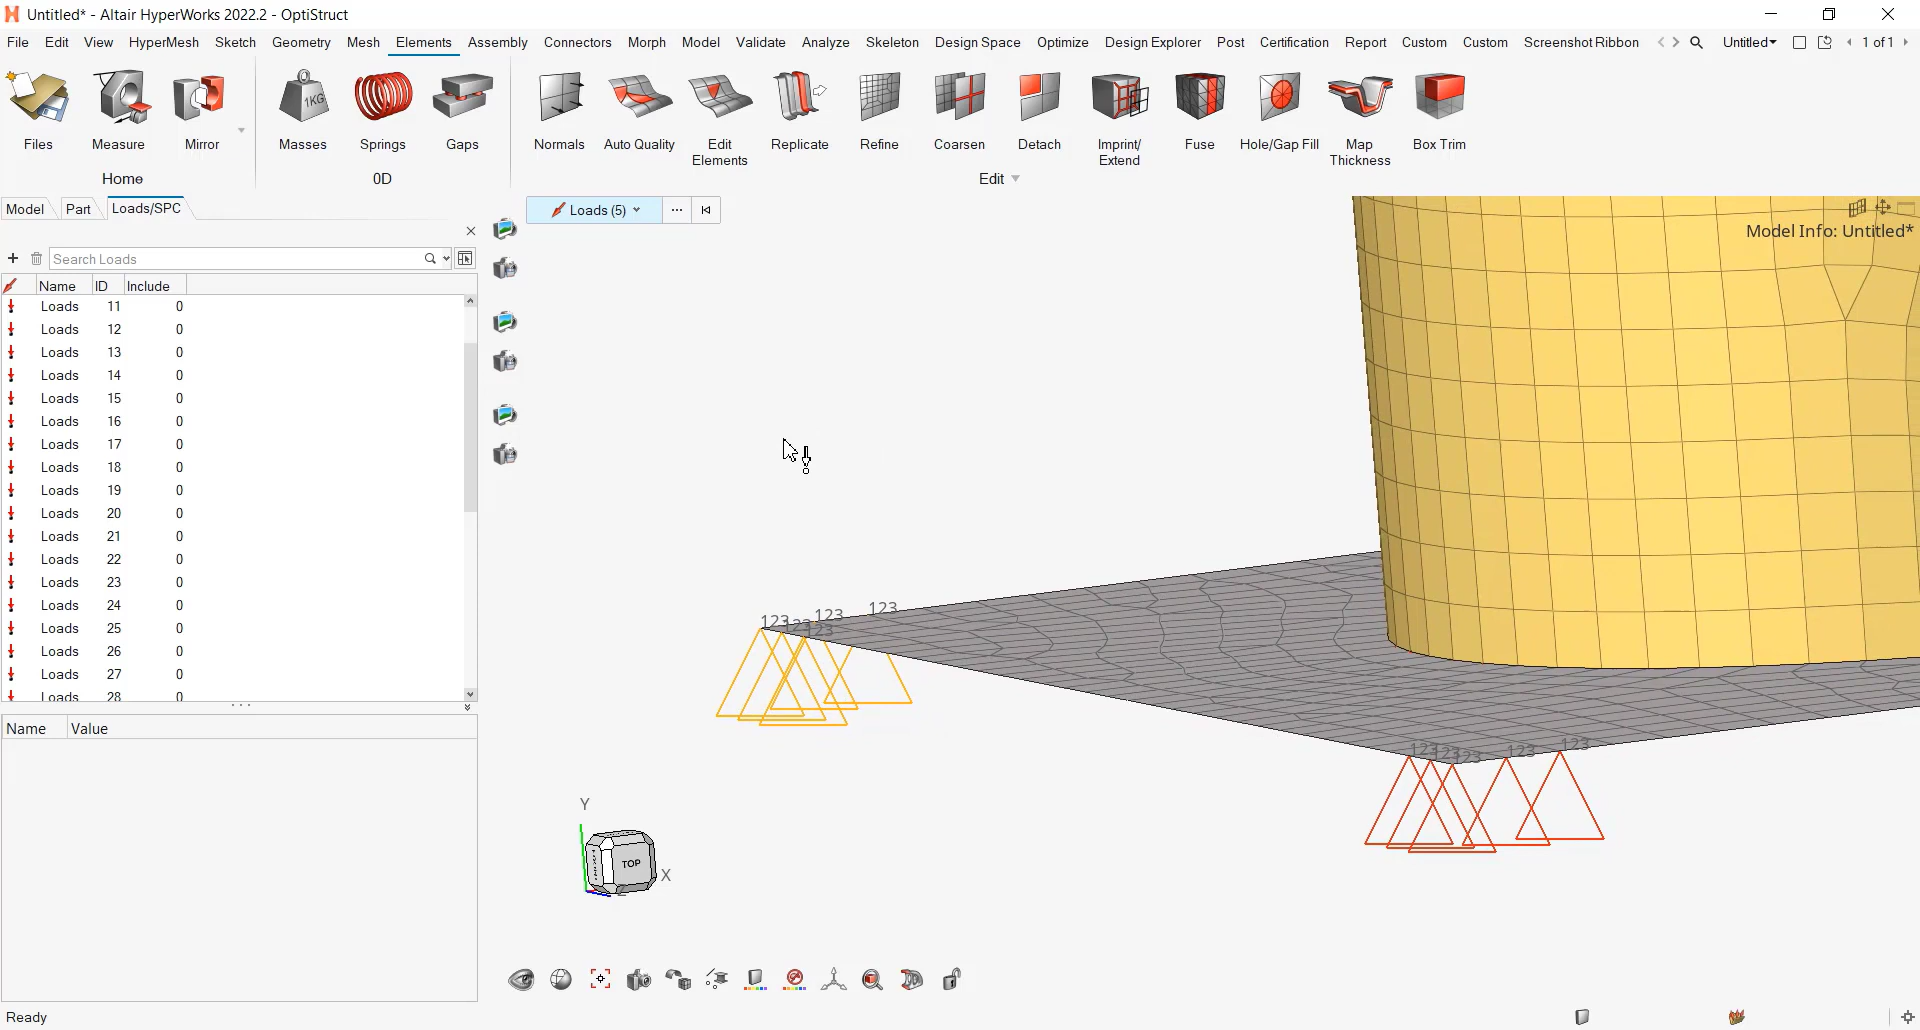 Untitled* - Altair HyperWorks 2022.2 - OptiStruct
File Edit View HyperMesh Sketch Geometry Mesh Elements Assembly Connectors Morph Model Validate Analyze Skeleton Design Space Optimize Design Explorer Post Certification Report Custom Custom Screenshot Ribbon Untitled 1 of 1
1KG
Files Measure Mirror Masses Springs Gaps Normals Auto Quality Edit Elements Replicate Refine Coarsen Detach Imprint/ Extend Fuse Hole/Gap Fill Map Thickness Box Trim
Home 0D Edit
Model Part Loads/SPC
Loads (5) ...
Model Info: Untitled*
Search Loads
Name ID Include
Loads 11 0
Loads 12 0
Loads 13 0
Loads 14 0
Loads 15 0
Loads 16 0
Loads 17 0
Loads 18 0
Loads 19 0
Loads 20 0
Loads 21 0
Loads 22 0
Loads 23 0
Loads 24 0
Loads 25 0
Loads 26 0
Loads 27 0
Loads 28 0
Name Value
123 123 123 123 123
123 123 123 123 123
Y
TOP
X
Ready